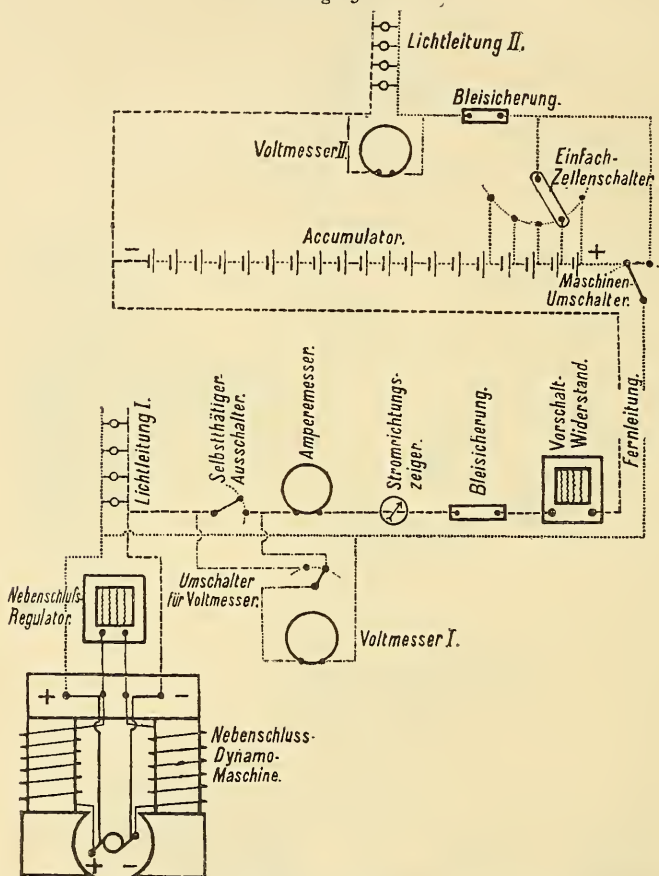 Lichtleitung II.
Bleisicherung.
Voltmesser II.
Einfach-
Zellenschalter.
Accumulator.
−
+
Maschinen-
Umschalter.
Lichtleitung I.
Selbstthätiger
Ausschalter.
Amperemesser.
Stromrichtungs-
zeiger.
Bleisicherung.
Vorschalt-
Widerstand.
Fernleitung.
Nebenschluß-
Regulator.
Umschalter
für Voltmesser.
Voltmesser I.
+
−
Nebenschluss-
Dynamo-
Maschine.
+
−